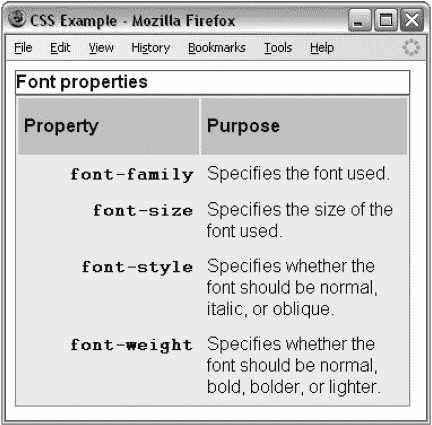 CSS Example - Mozilla Firefox
File Edit View History Bookmarks Tools Help
Font properties
Property Purpose
font-family Specifies the font used.
font-size Specifies the size of the
font used.
font-style Specifies whether the
font should be normal,
italic, or oblique.
font-weight Specifies whether the
font should be normal,
bold, bolder, or lighter.